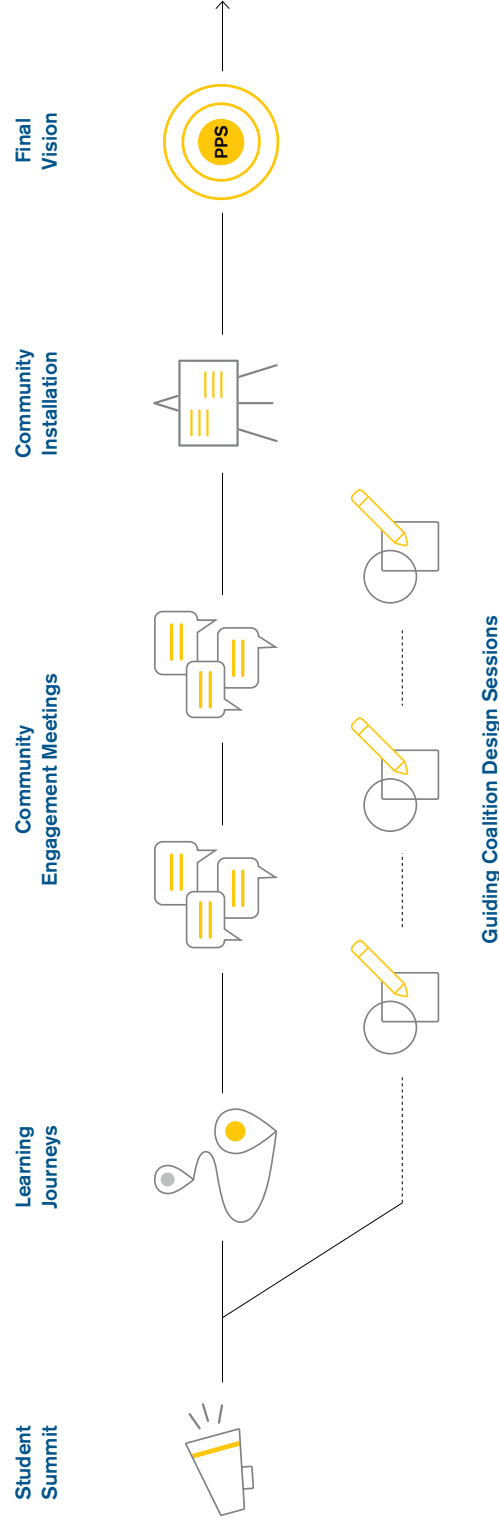 Student
Summit
Learning
Journeys
Community
Engagement Meetings
Community
Installation
Final
Vision
PPS
Guiding Coalition Design Sessions